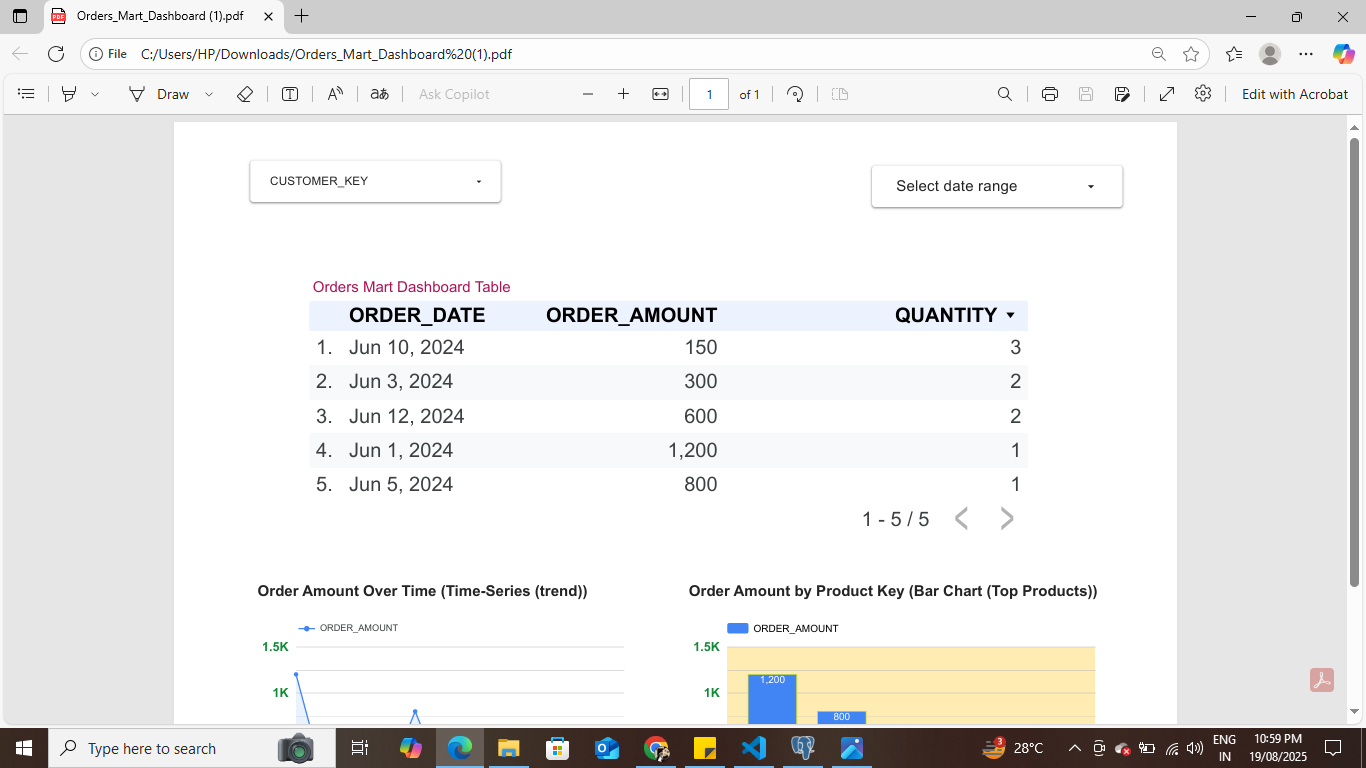 Orders_Mart_Dashboard (1).pdf
File C:/Users/HP/Downloads/Orders_Mart_Dashboard%20(1).pdf
Draw Ask Copilot 1 of 1 Edit with Acrobat
CUSTOMER_KEY
Select date range
Orders Mart Dashboard Table
ORDER_DATE ORDER_AMOUNT QUANTITY
1. Jun 10, 2024 150 3
2. Jun 3, 2024 300 2
3. Jun 12, 2024 600 2
4. Jun 1, 2024 1,200 1
5. Jun 5, 2024 800 1
1 - 5 / 5
Order Amount Over Time (Time-Series (trend))
ORDER_AMOUNT
1.5K
1K
Order Amount by Product Key (Bar Chart (Top Products))
ORDER_AMOUNT
1.5K
1,200
1K
800
Type here to search
3
28°C
ENG
IN
10:59 PM
19/08/2025